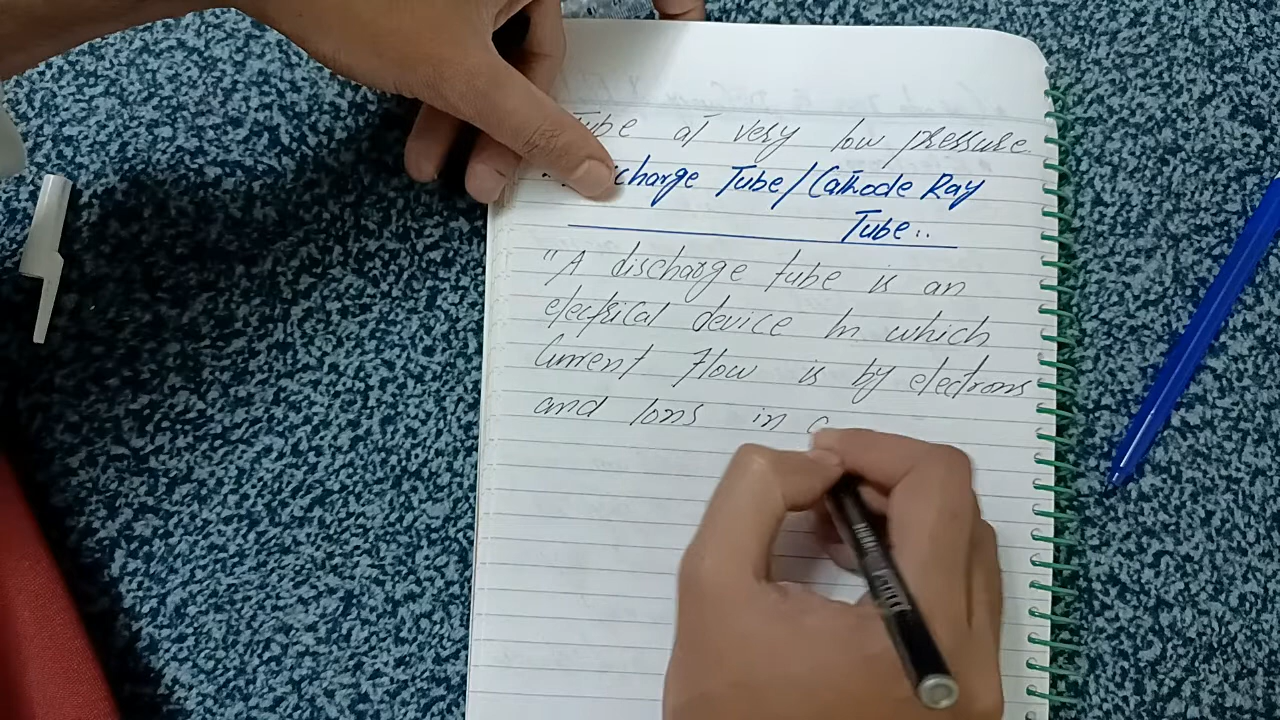 Tube at very low pressure
charge Tube/Cathode Ray
Tube..
"A discharge tube is an
electrical device in which
Current Flow is by electrons
and Ions in